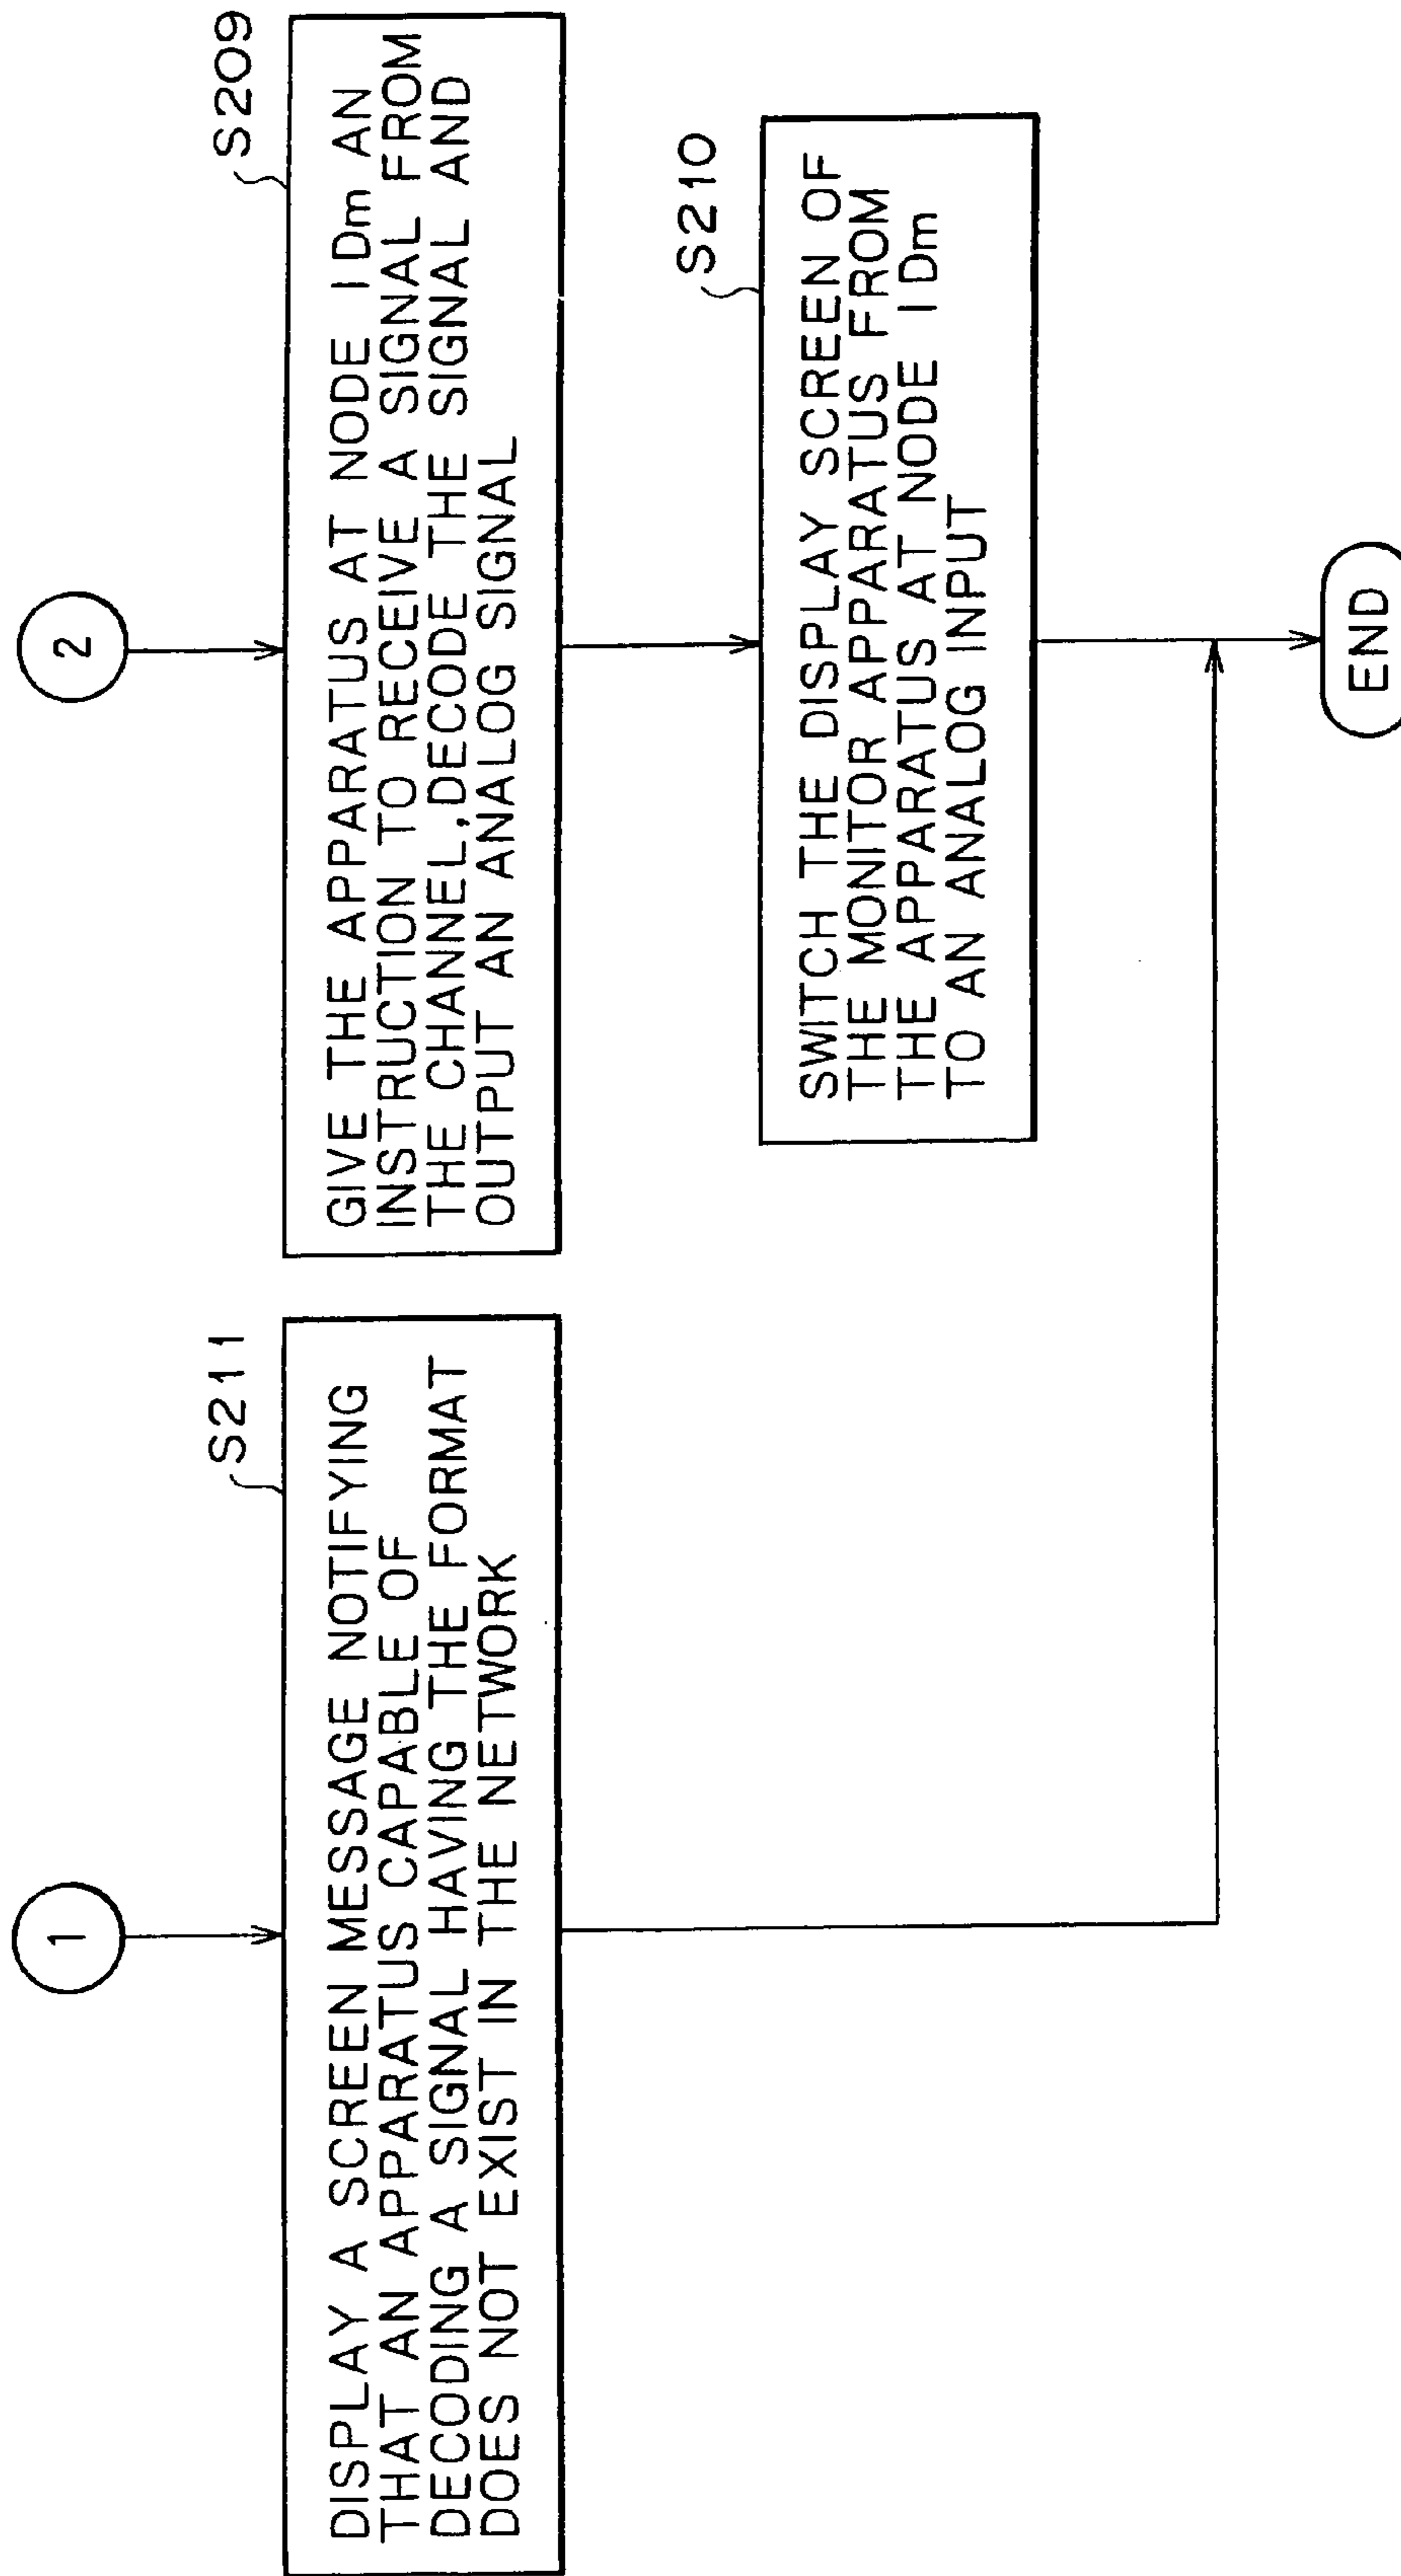 1
S211
DISPLAY A SCREEN MESSAGE NOTIFYING
THAT AN APPARATUS CAPABLE OF
DECODING A SIGNAL HAVING THE FORMAT
DOES NOT EXIST IN THE NETWORK
2
S209
GIVE THE APPARATUS AT NODE IDm AN
INSTRUCTION TO RECEIVE A SIGNAL FROM
THE CHANNEL,DECODE THE SIGNAL AND
OUTPUT AN ANALOG SIGNAL
S210
SWITCH THE DISPLAY SCREEN OF
THE MONITOR APPARATUS FROM
THE APPARATUS AT NODE IDm
TO AN ANALOG INPUT
END